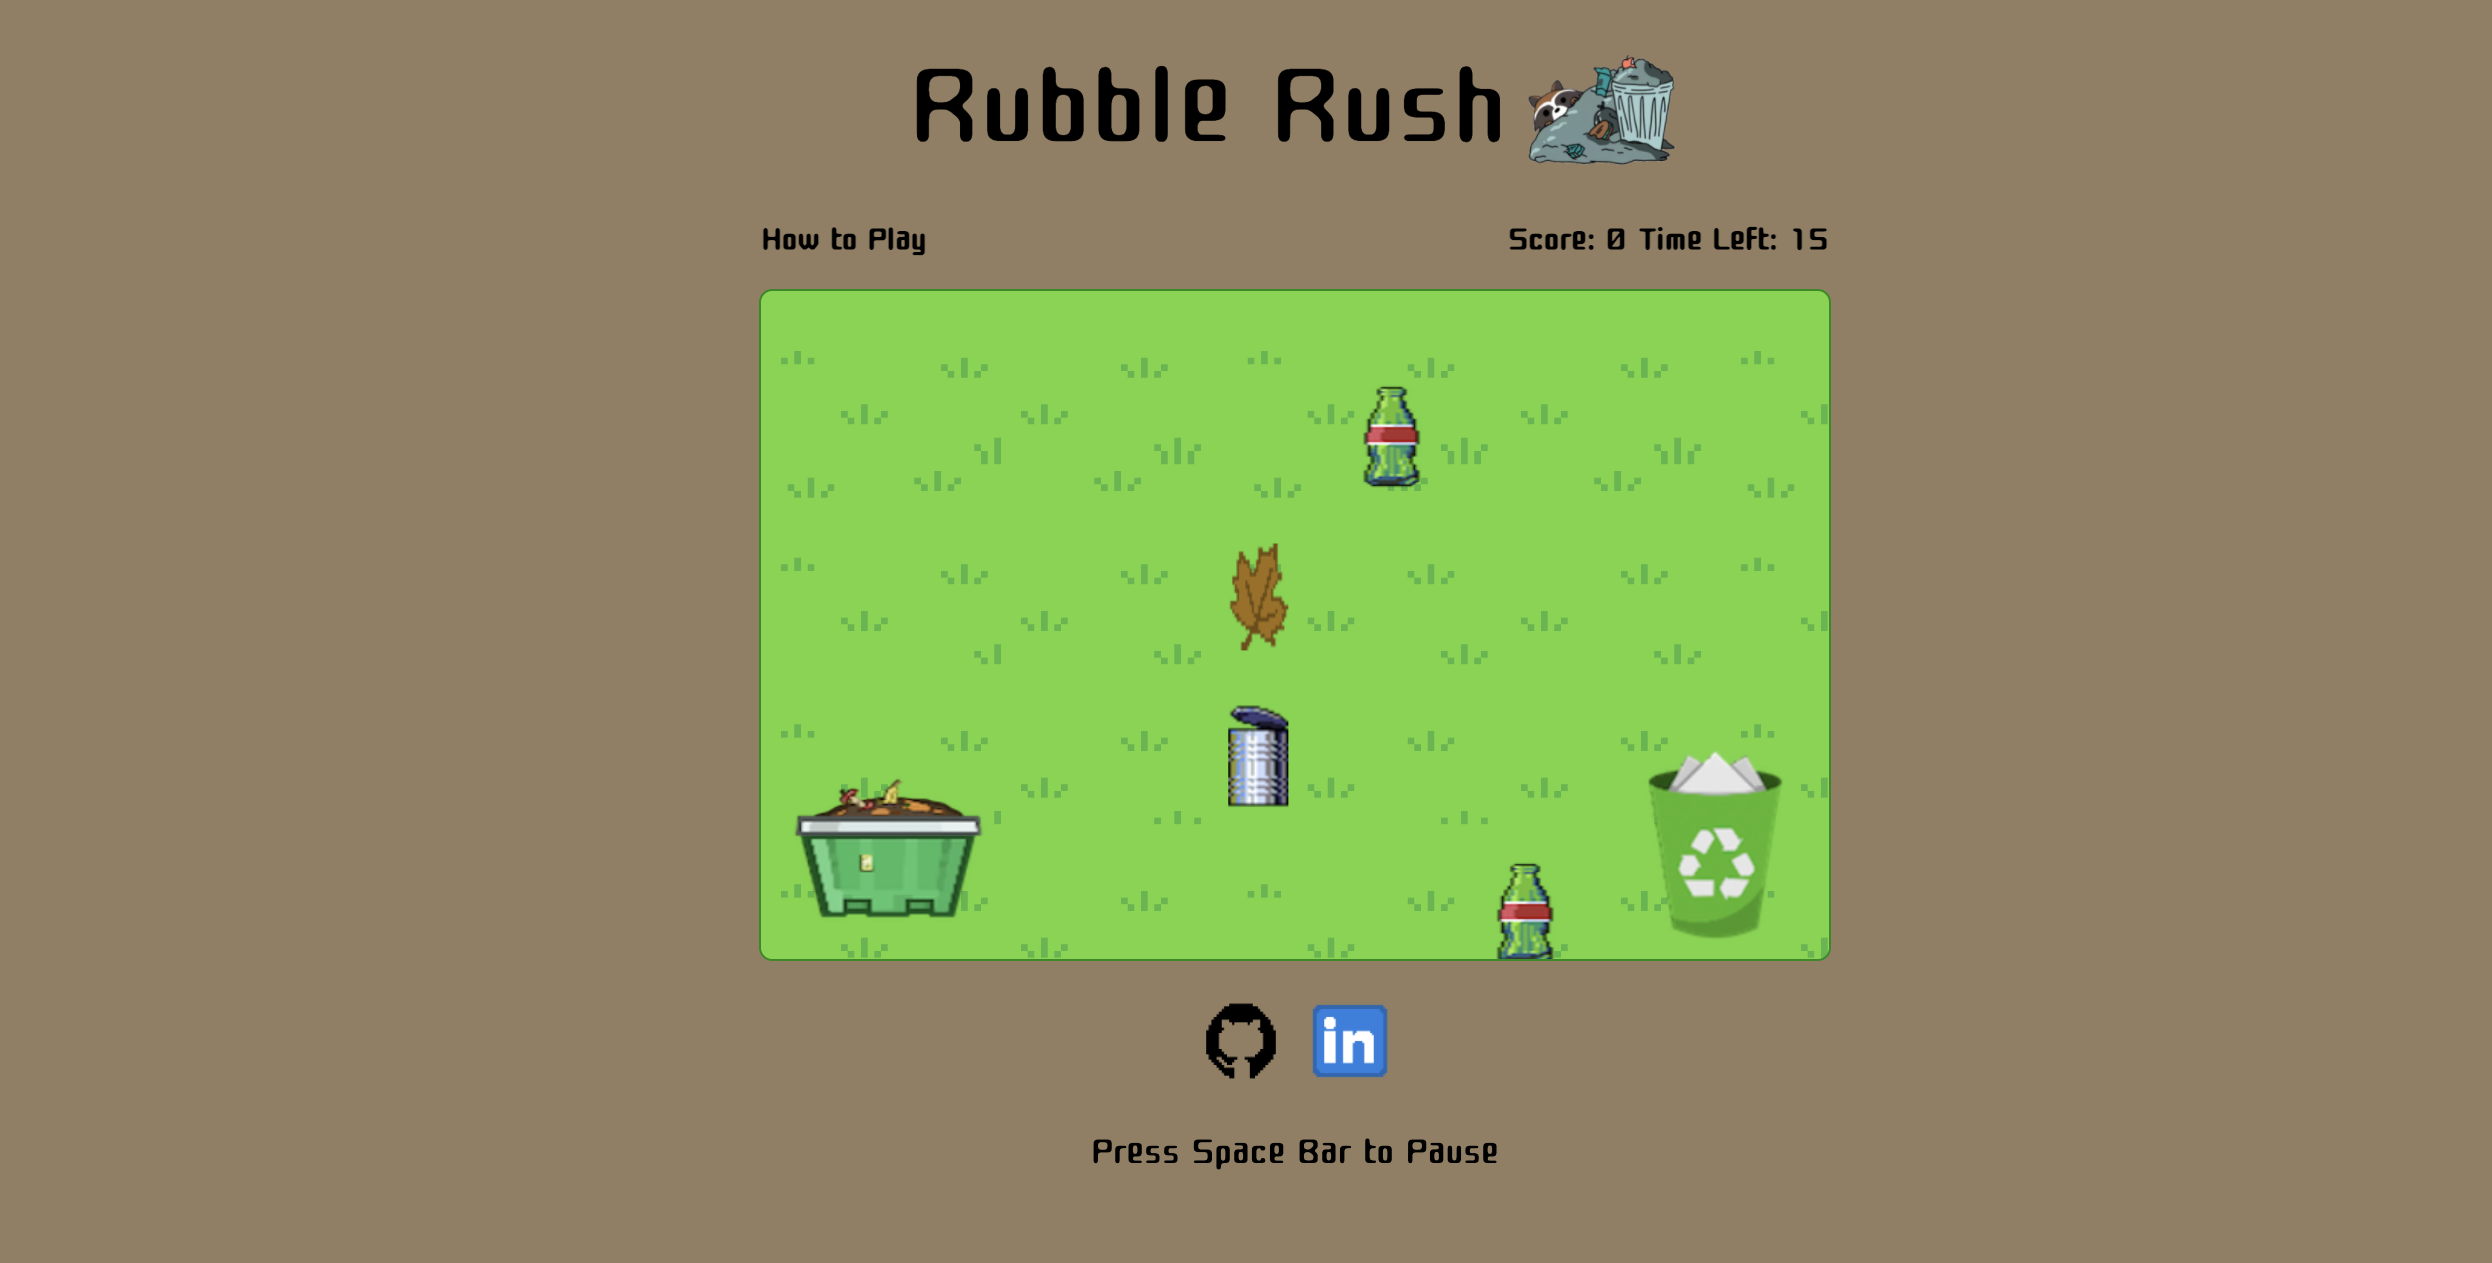 Rubble Rush
How to Play
Score: 0 Time Left: 15
in
Press Space Bar to Pause